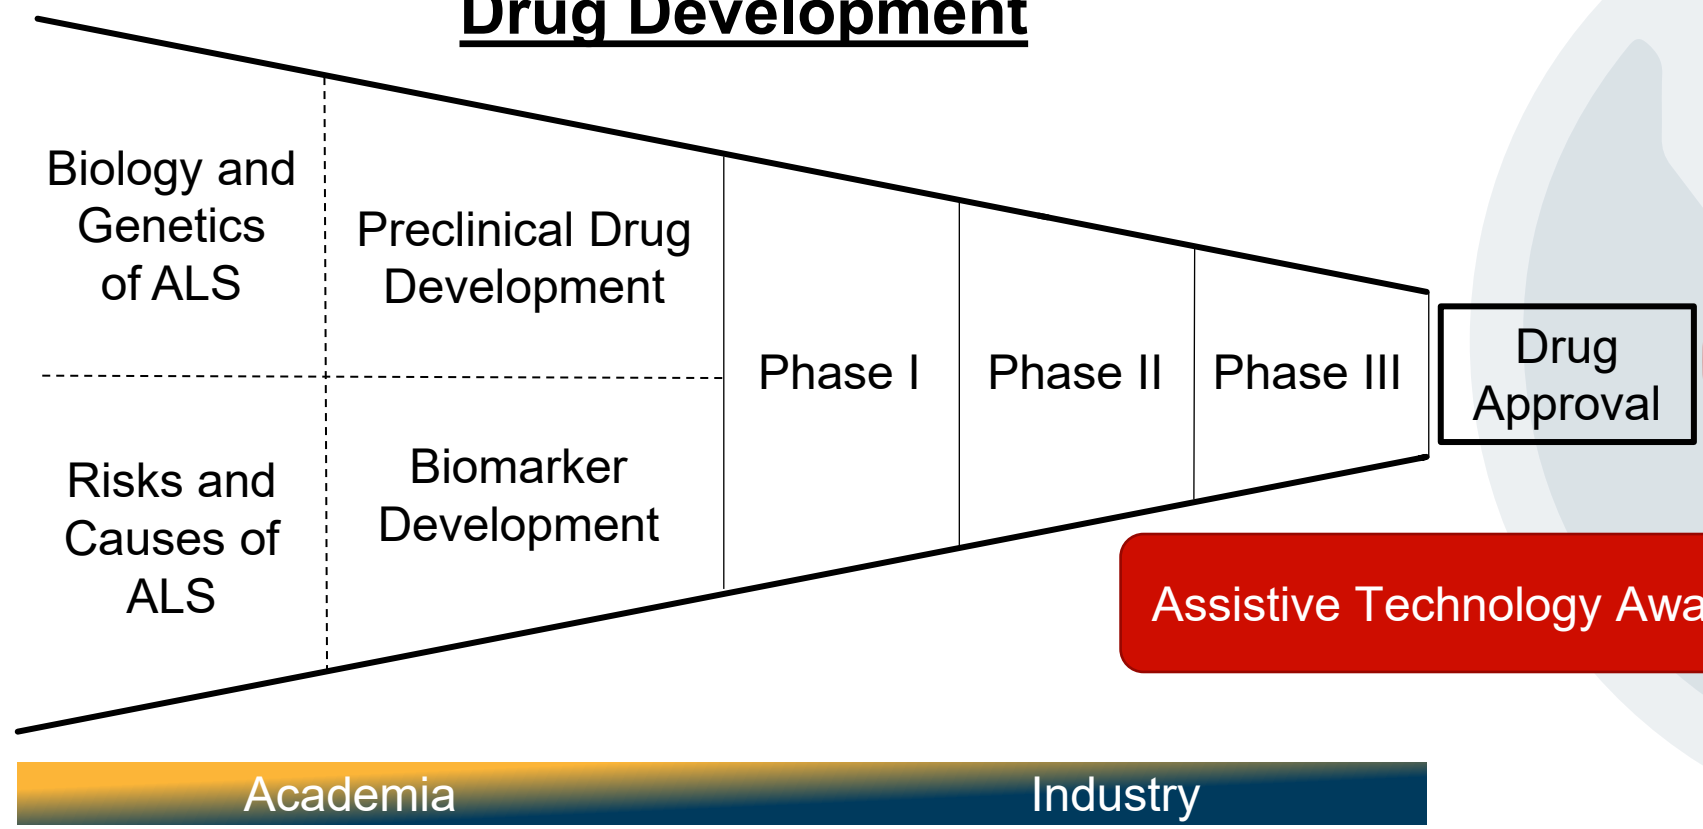 Drug Development
Biology and
Genetics
of ALS
Preclinical Drug
Development
Risks and
Causes of
ALS
Biomarker
Development
Phase I
Phase II
Phase III
Drug
Approval
Assistive Technology
Academia
Industry